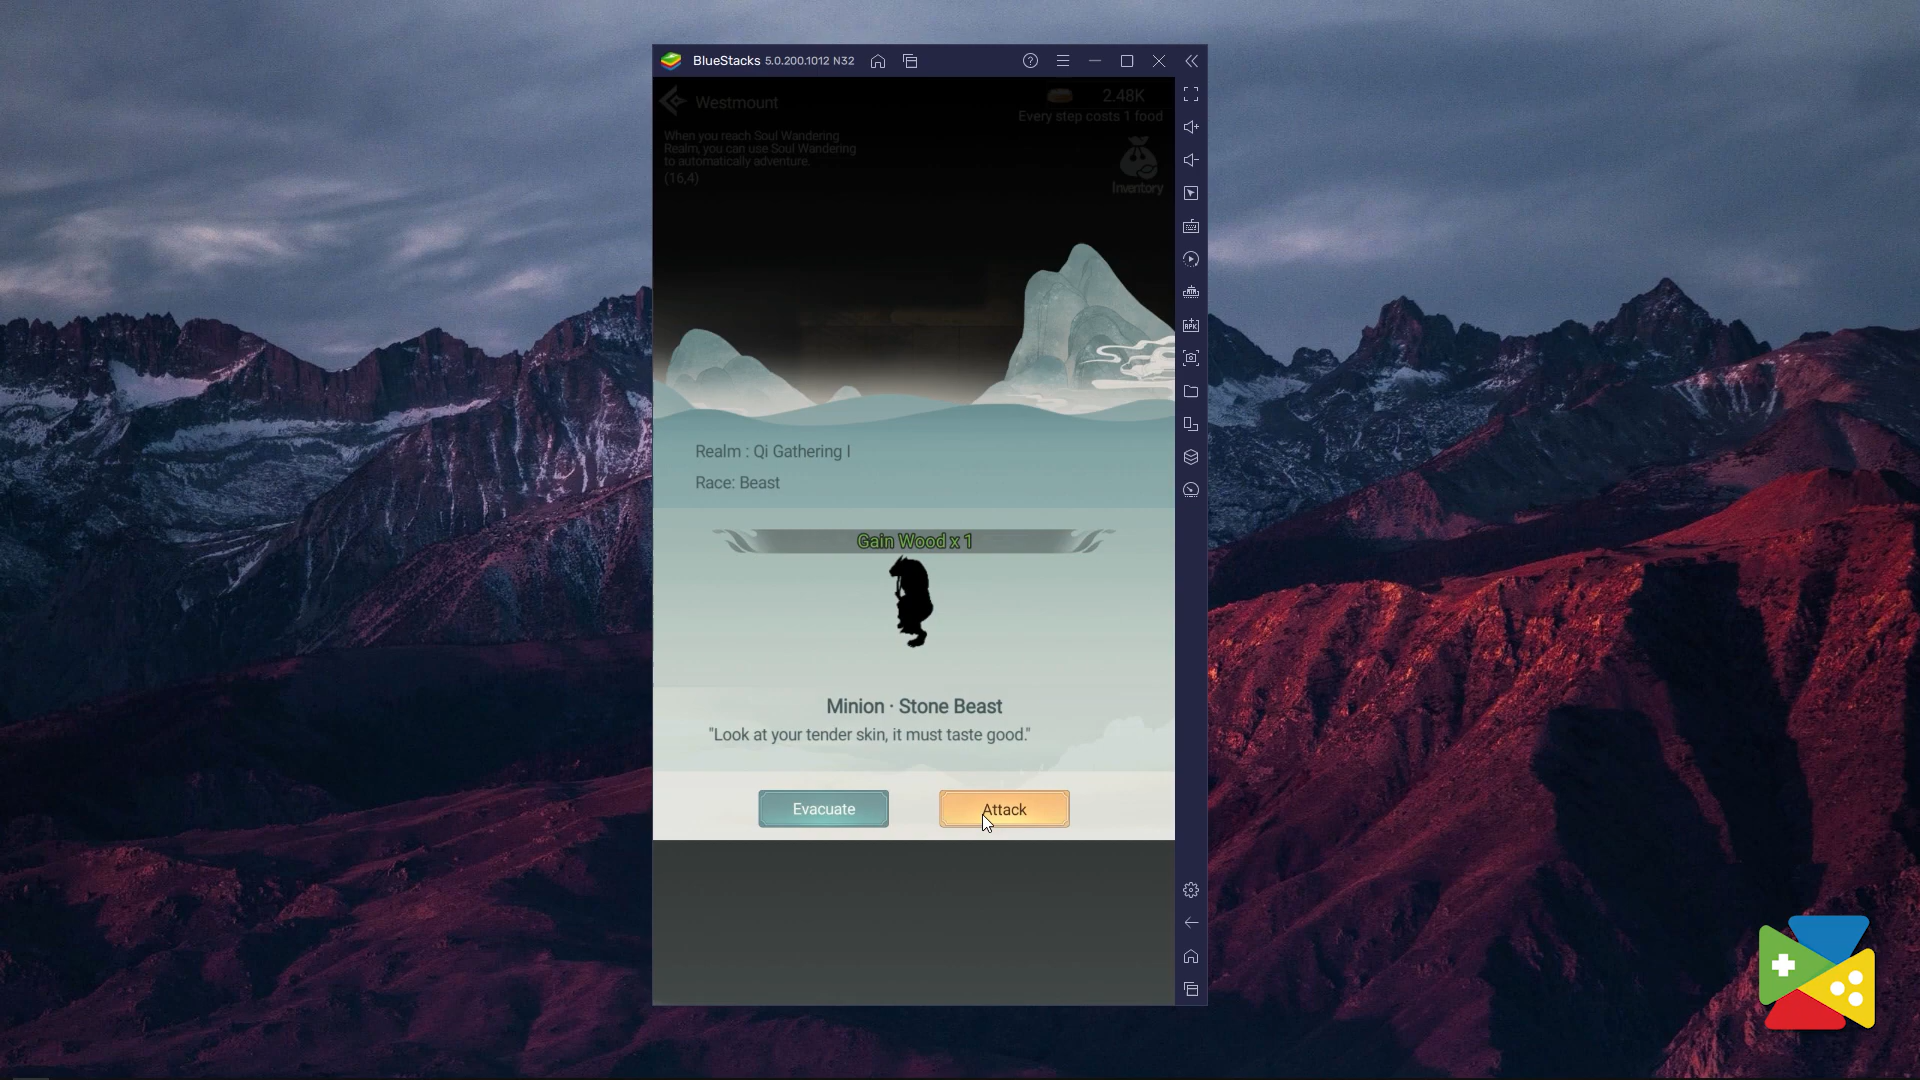 BlueStacks 5.0.200.1012 N32
Westmount
2.48K
Every step costs 1 food
When you reach Soul Wandering
Realm, you can use Soul Wandering
to automatically adventure.
(16,4)
Inventory
Realm : Qi Gathering I
Race: Beast
Gain Wood x 1
Minion · Stone Beast
"Look at your tender skin, it must taste good."
Evacuate
Attack